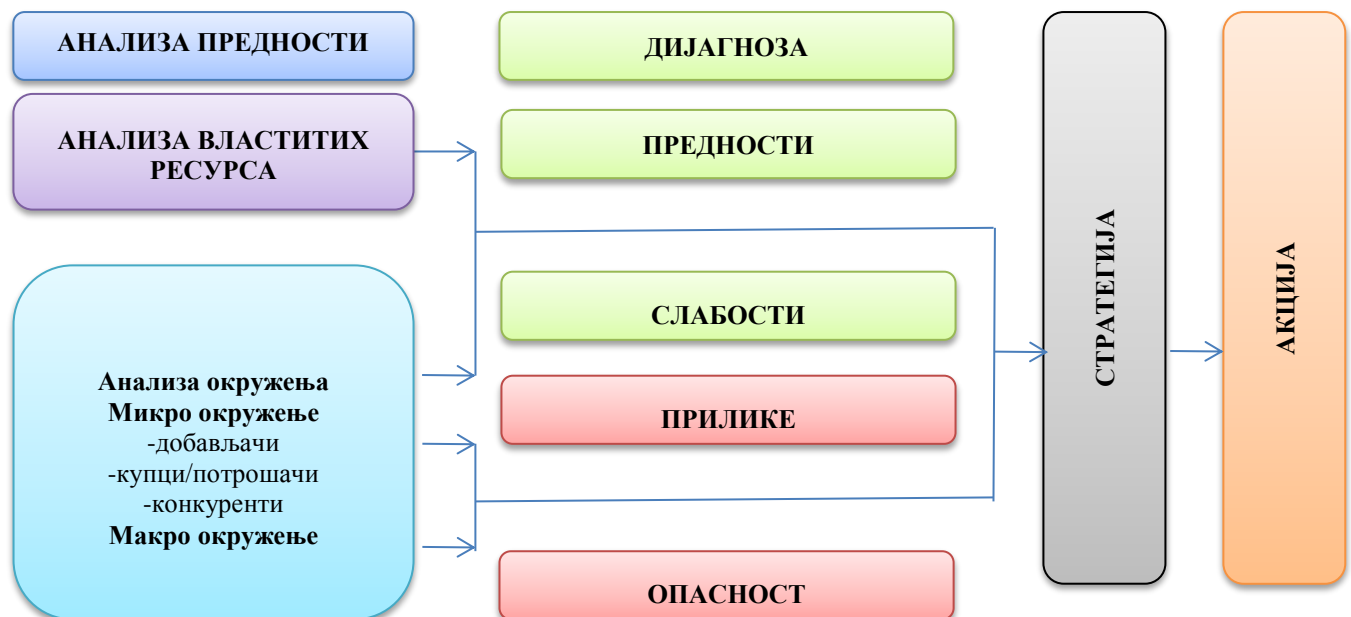 АНАЛИЗА ПРЕДНОСТИ
ДИЈАГНОЗА
АНАЛИЗА ВЛАСТИТИХ
РЕСУРСА
ПРЕДНОСТИ
СЛАБОСТИ
Анализа окружења
Микро окружење
-добављачи
-купци/потрошачи
-конкуренти
Макро окружење
ПРИЛИКЕ
ОПАСНОСТ
СТРАТЕГИЈА
АКЦИЈА